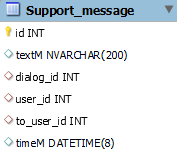 Support_message
id INT
textM NVARCHAR(200)
dialog_id INT
user_id INT
to_user_id INT
timeM DATETIME(8)